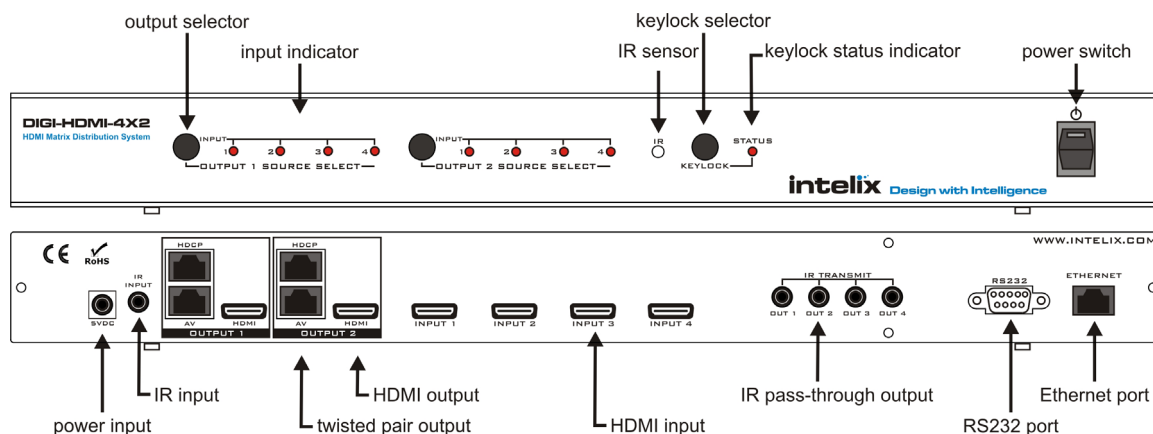 output selector
input indicator
keylock selector
IR sensor
keylock status indicator
power switch
DIGI-HDMI-4X2
HDMI Matrix Distribution System
INPUT 1 2 3 4
OUTPUT 1 SOURCE SELECT
INPUT 1 2 3 4
OUTPUT 2 SOURCE SELECT
IR
KEYLOCK
STATUS
intelix Design with Intelligence
CE
RoHS
5VDC
IR
INPUT
HDCP
AV
HDMI
OUTPUT 1
HDCP
AV
HDMI
OUTPUT 2
INPUT 1
INPUT 2
INPUT 3
INPUT 4
IR TRANSMIT
OUT 1 OUT 2 OUT 3 OUT 4
RS232
WWW.INTELIX.COM
ETHERNET
IR input
HDMI output
IR pass-through output
Ethernet port
power input
twisted pair output
HDMI input
RS232 port